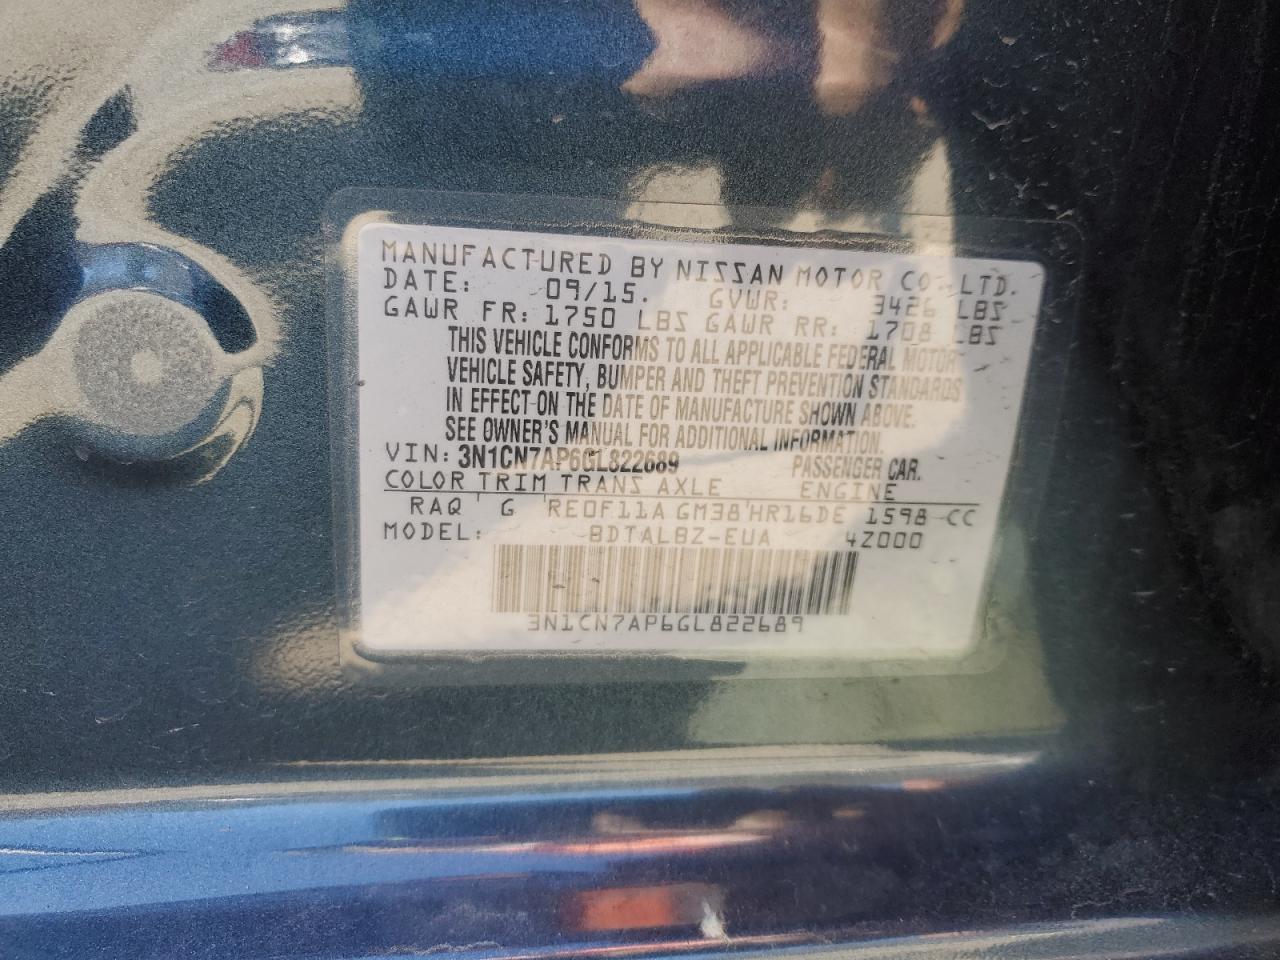 MANUFACTURED BY NISSAN MOTOR CO.,LTD.
DATE: 09/15. GVWR: 3426 LBS
GAWR FR: 1750 LBS GAWR RR: 1708 LBS
THIS VEHICLE CONFORMS TO ALL APPLICABLE FEDERAL MOTOR
VEHICLE SAFETY, BUMPER AND THEFT PREVENTION STANDARDS
IN EFFECT ON THE DATE OF MANUFACTURE SHOWN ABOVE.
SEE OWNER'S MANUAL FOR ADDITIONAL INFORMATION.
VIN: 3N1CN7AP6GL822689 PASSENGER CAR.
COLOR TRIM TRANS AXLE ENGINE
RAQ G RE0F11A GM38 HR16DE 1598 CC
MODEL: BDTALBZ-EUA 4Z000
3N1CN7AP6GL822689